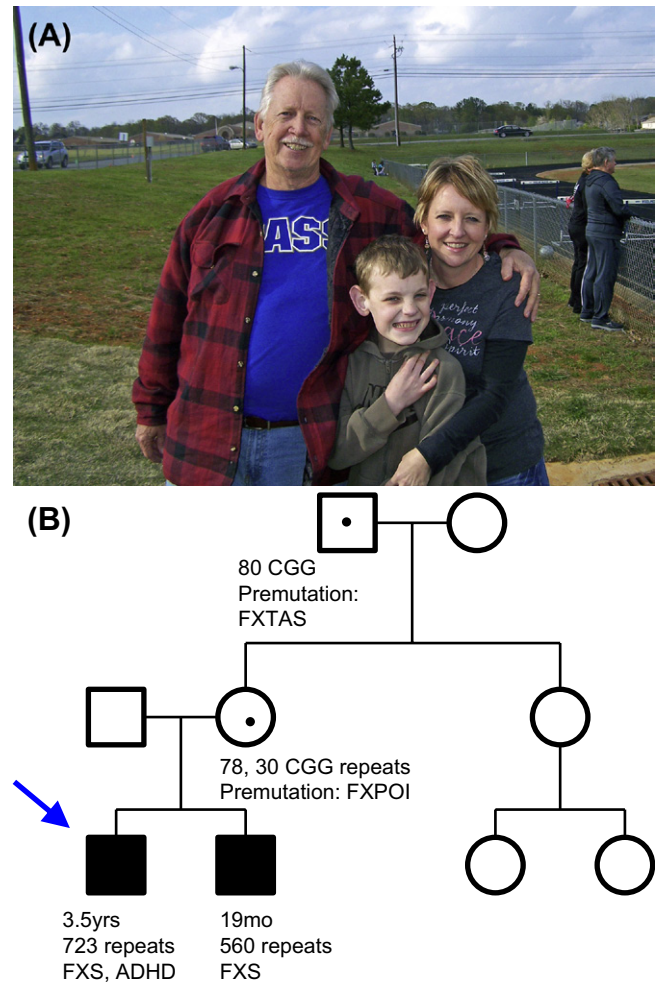 (A)
ASS
perfect
(B)
80 CGG
Premutation:
FXTAS
78, 30 CGG repeats
Premutation: FXPOI
3.5yrs
723 repeats
FXS, ADHD
19mo
560 repeats
FXS